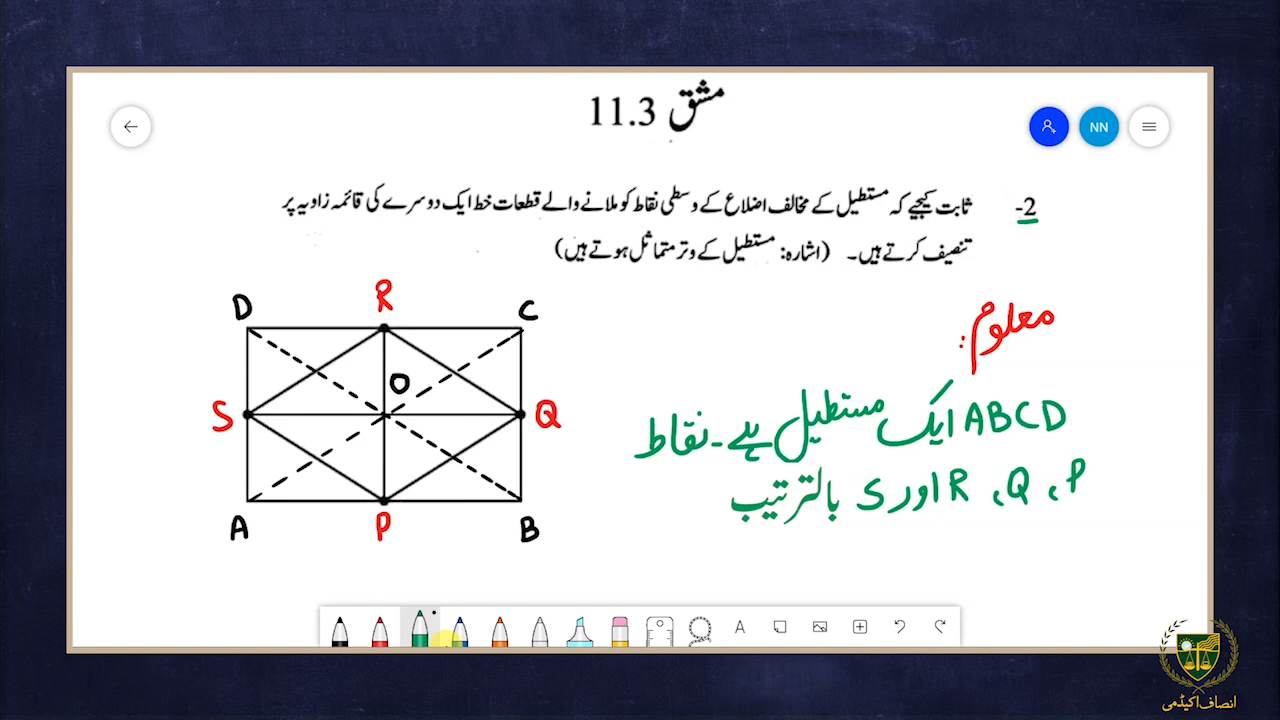 مشق 11.3
NN
2- ثابت کیجیے کہ مستطیل کے مخالف اضلاع کے وسطی نقاط کو ملانے والے قطعات خط ایک دوسرے کی قائمہ زاویہ پر
تنصیف کرتے ہیں۔ (اشارہ: مستطیل کے وتر متماثل ہوتے ہیں)
D R C
O
S Q
A P B
معلوم:
ABCD ایک مستطیل ہے۔ نقاط
P، Q، R اور S بالترتیب
A
انصاف اکیڈمی